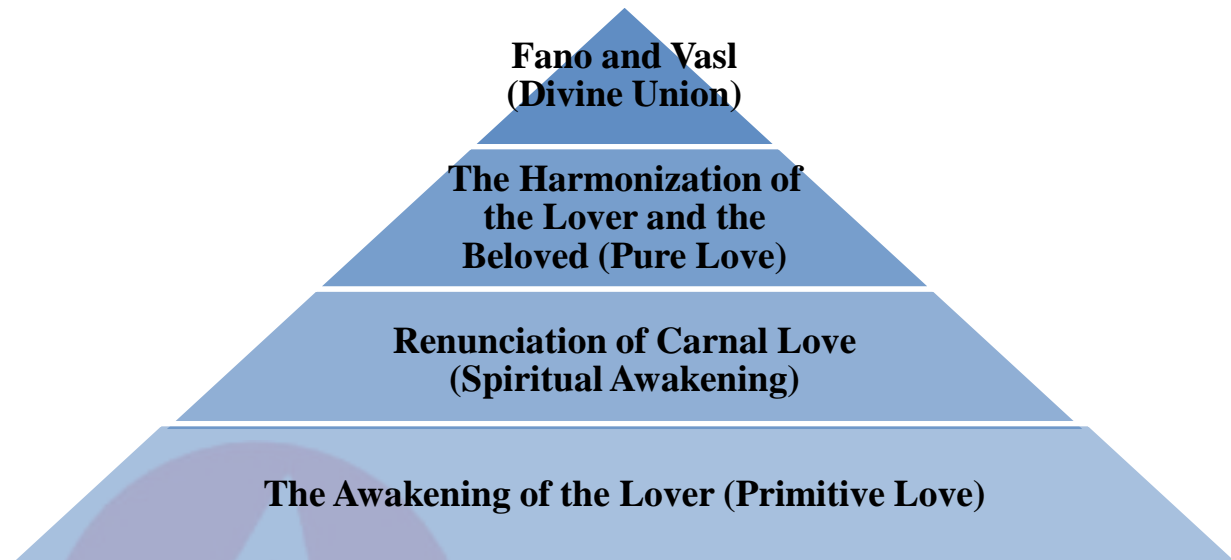 Fano and Vasl
(Divine Union)
The Harmonization of
the Lover and the
Beloved (Pure Love)
Renunciation of Carnal Love
(Spiritual Awakening)
The Awakening of the Lover (Primitive Love)